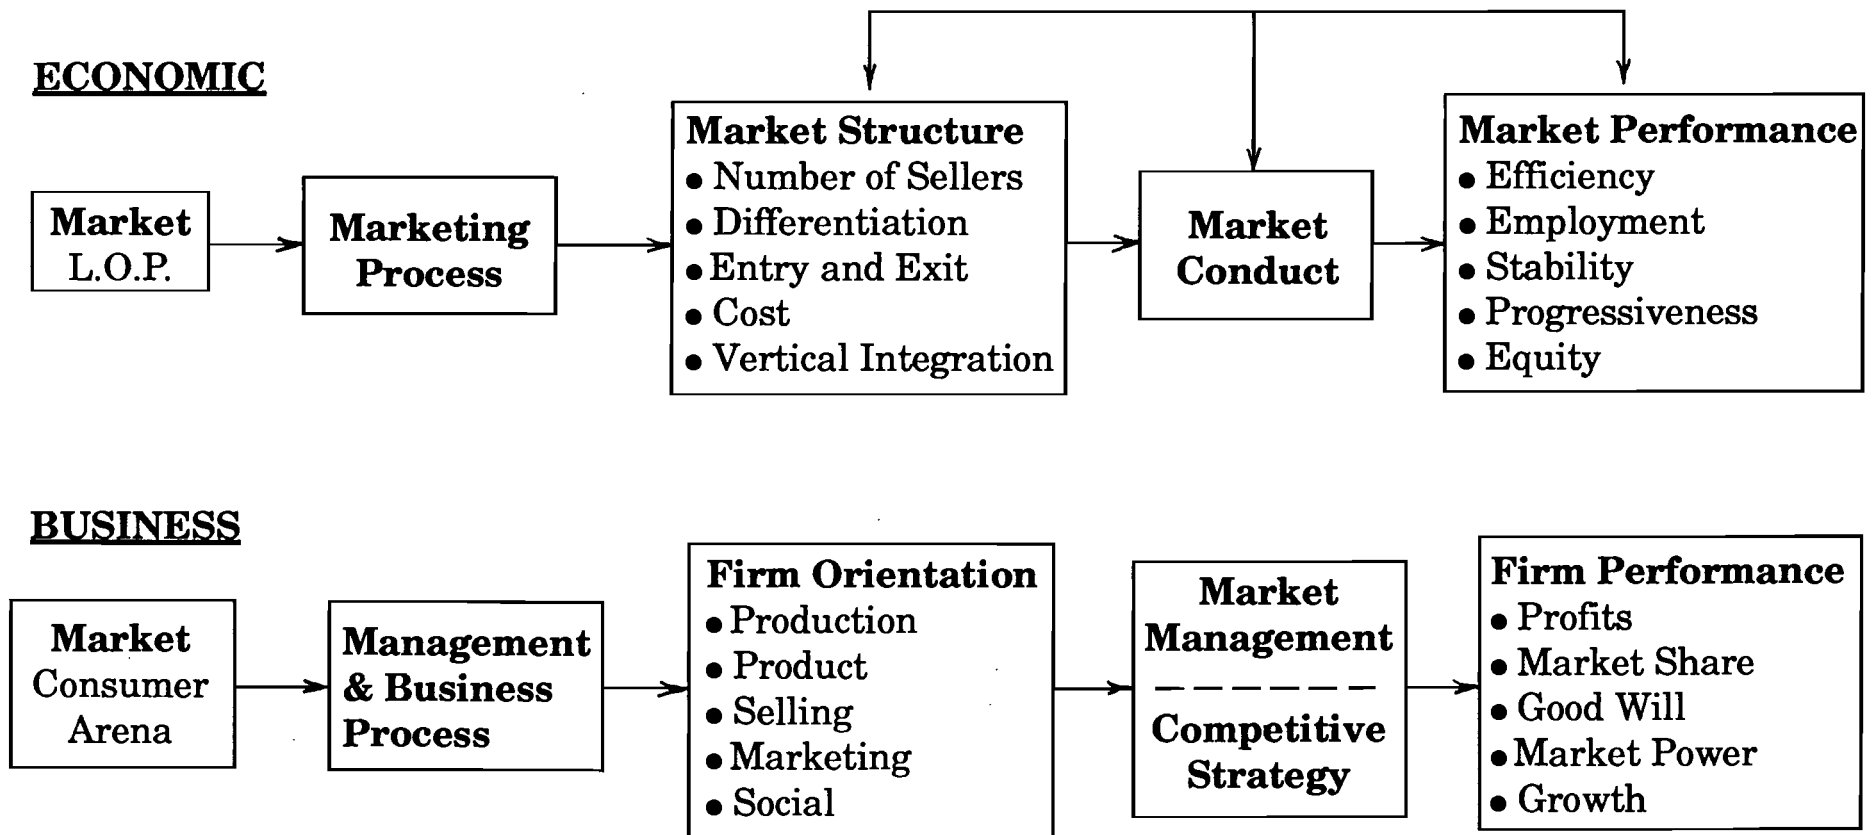 ECONOMIC
Market
L.O.P.
Marketing
Process
Market Structure
● Number of Sellers
● Differentiation
● Entry and Exit
● Cost
● Vertical Integration
Market
Conduct
Market Performance
● Efficiency
● Employment
● Stability
● Progressiveness
● Equity
BUSINESS
Market
Consumer
Arena
Management
& Business
Process
Firm Orientation
● Production
● Product
● Selling
● Marketing
● Social
Market
Management
Competitive
Strategy
Firm Performance
● Profits
● Market Share
● Good Will
● Market Power
● Growth